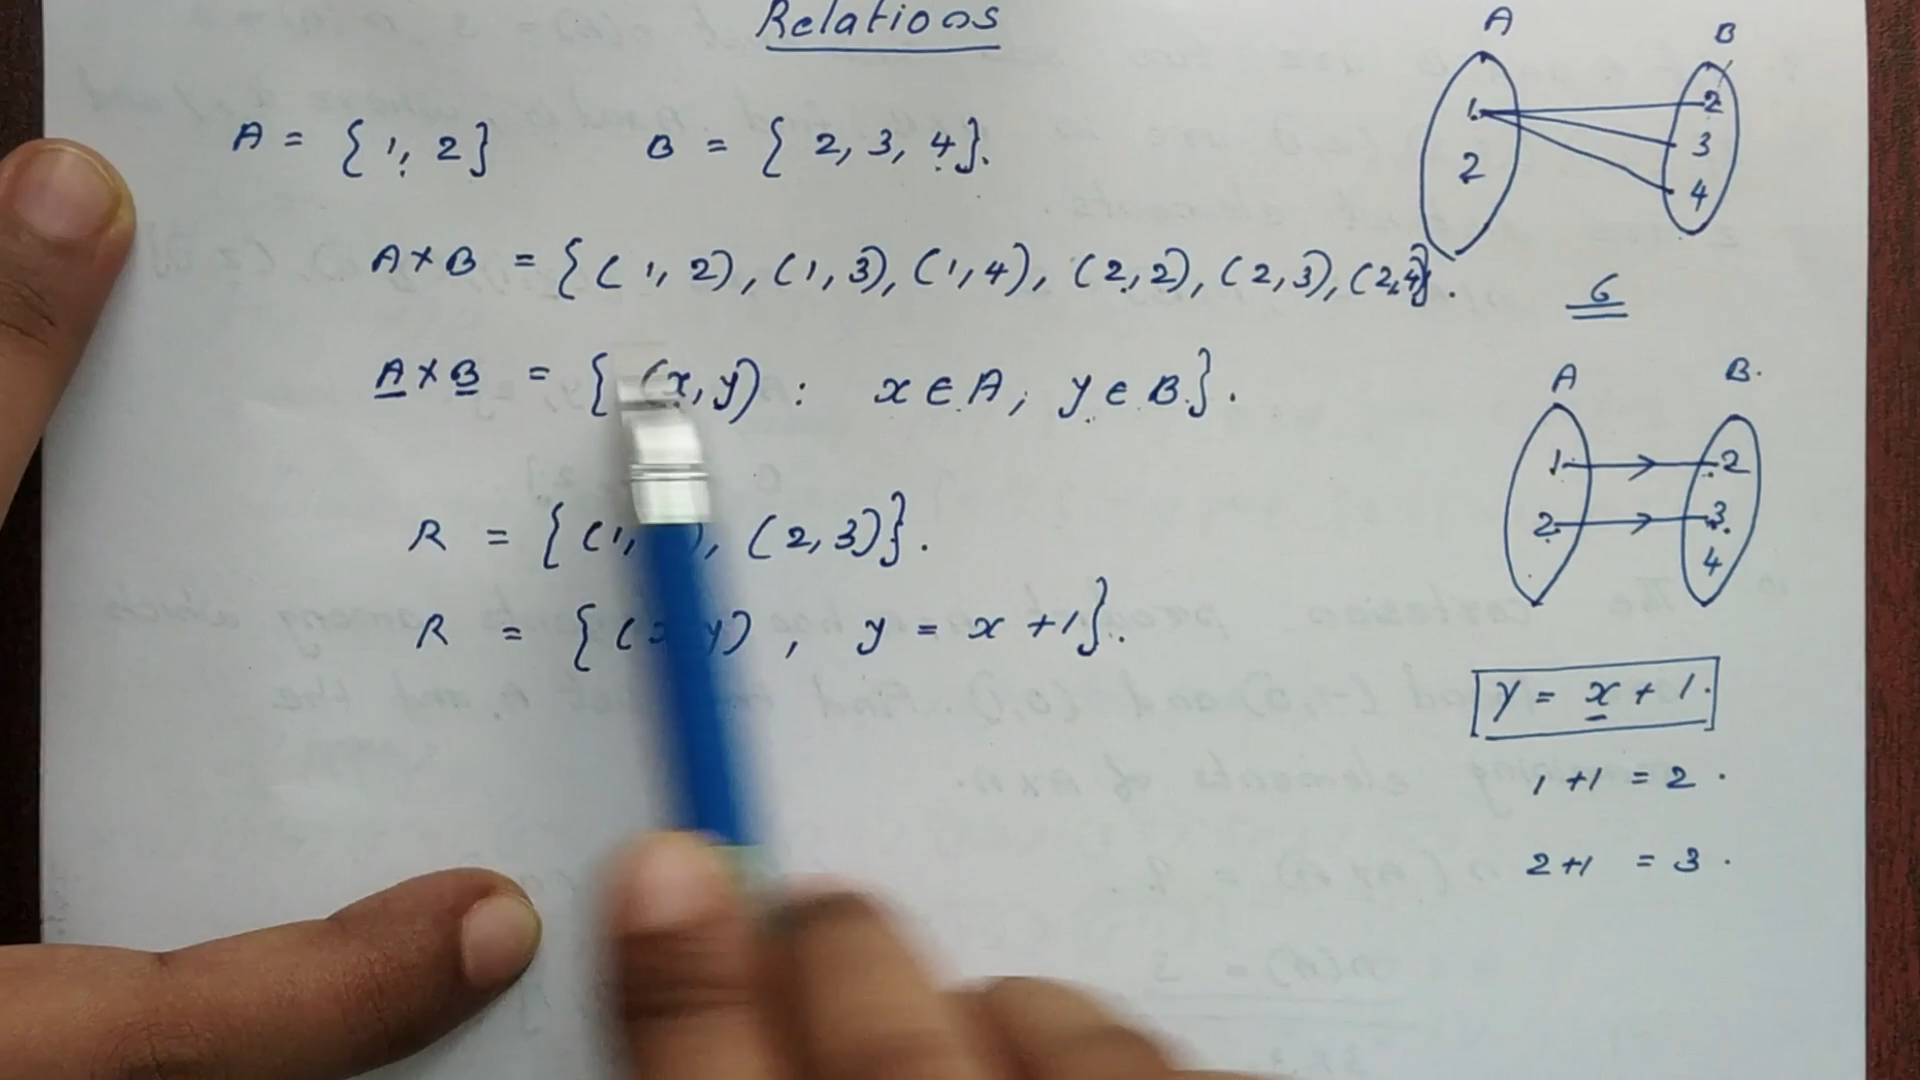 Relations
A = {1, 2} B = {2, 3, 4}.
A×B = {(1, 2), (1, 3), (1, 4), (2, 2), (2, 3), (2,4}.
A×B = { (x, y) : x ∈ A, y ∈ B}.
R = {(1, ), (2, 3)}.
R = {( y) , y = x + 1}.
A B
1 2
2 3
4
6
A B.
1 2
2 3.
4
y = x + 1.
1 + 1 = 2 .
2 + 1 = 3 .